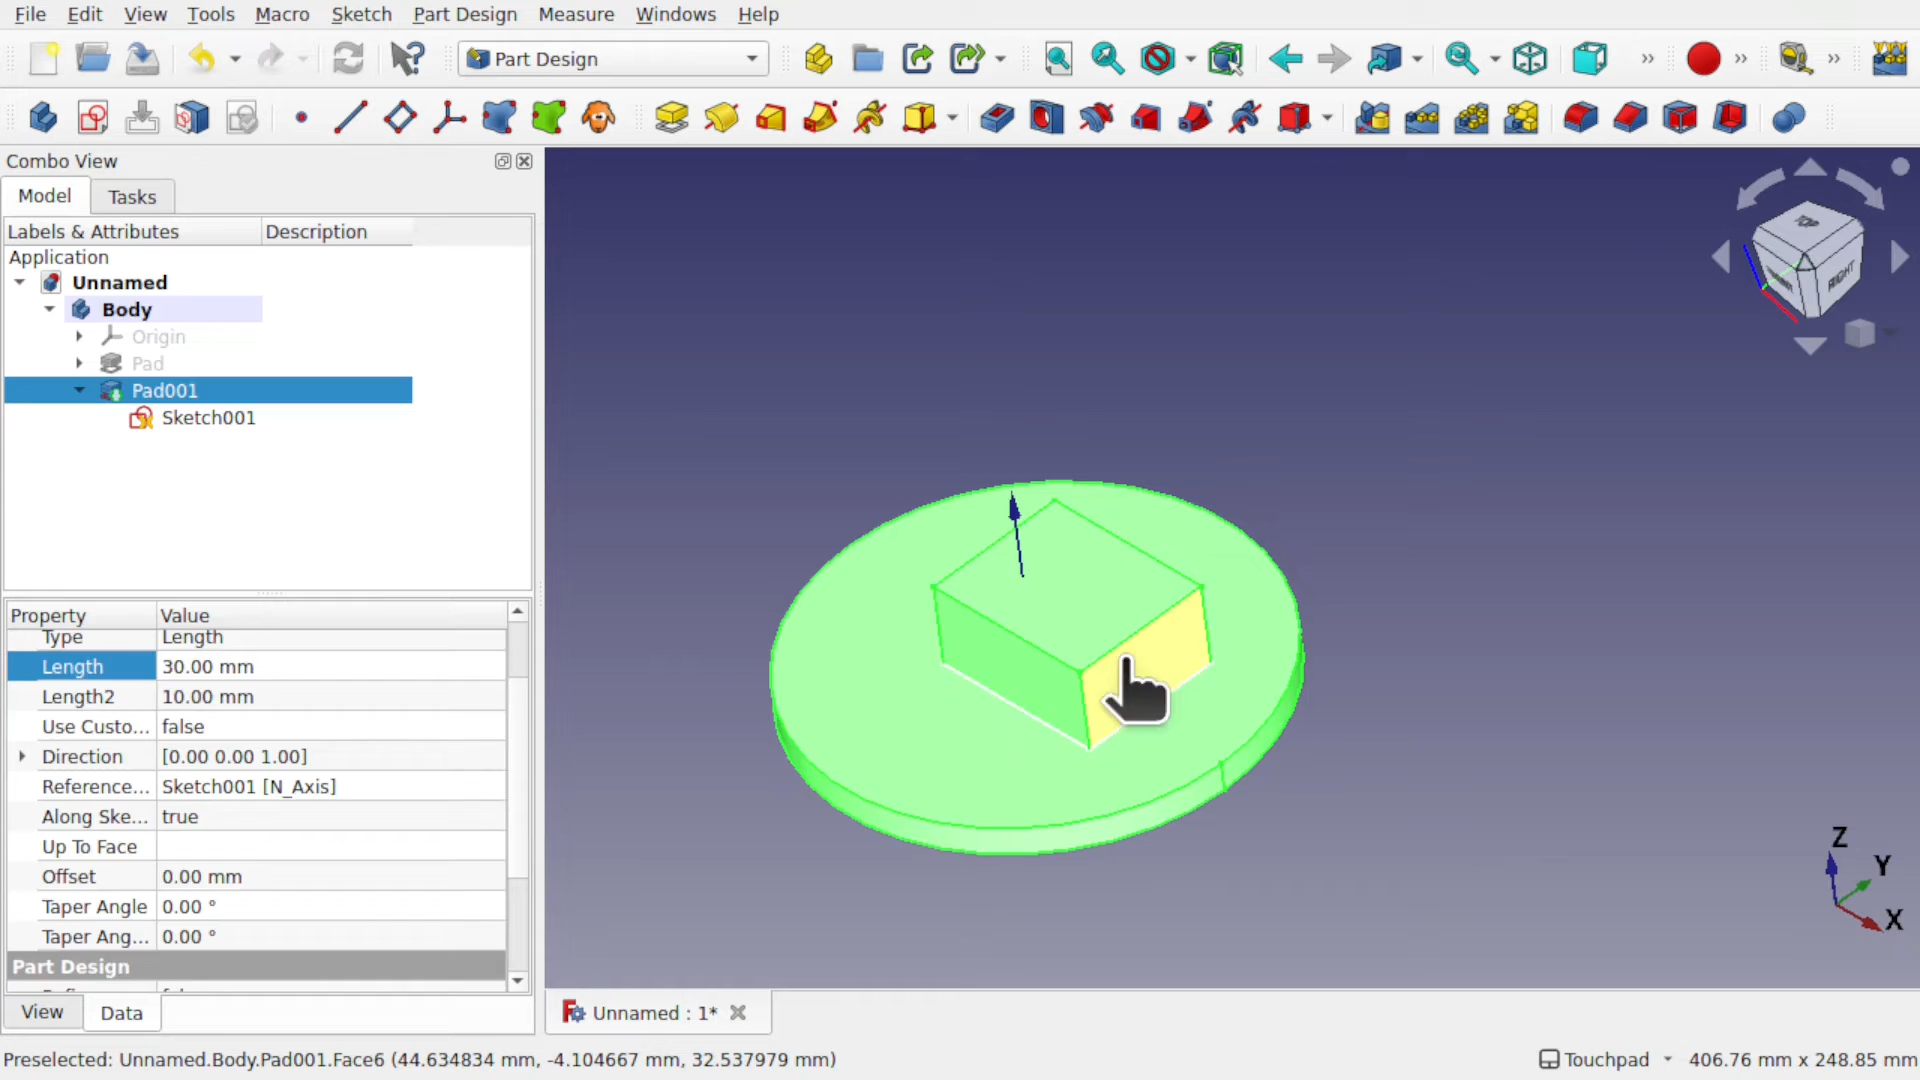 File Edit View Tools Macro Sketch Part Design Measure Windows Help
Part Design
Combo View
Model Tasks
Labels & Attributes Description
Application
Unnamed
Body
Origin
Pad
Pad001
Sketch001
TOP
RIGHT
Property Value
Type Length
Length 30.00 mm
Length2 10.00 mm
Use Custo... false
Direction [0.00 0.00 1.00]
Reference... Sketch001 [N_Axis]
Along Ske... true
Up To Face
Offset 0.00 mm
Taper Angle 0.00 °
Taper Ang... 0.00 °
Part Design
Z
Y
X
View Data
Unnamed : 1*
Preselected: Unnamed.Body.Pad001.Face6 (44.634834 mm, -4.104667 mm, 32.537979 mm)
Touchpad 406.76 mm x 248.85 mm